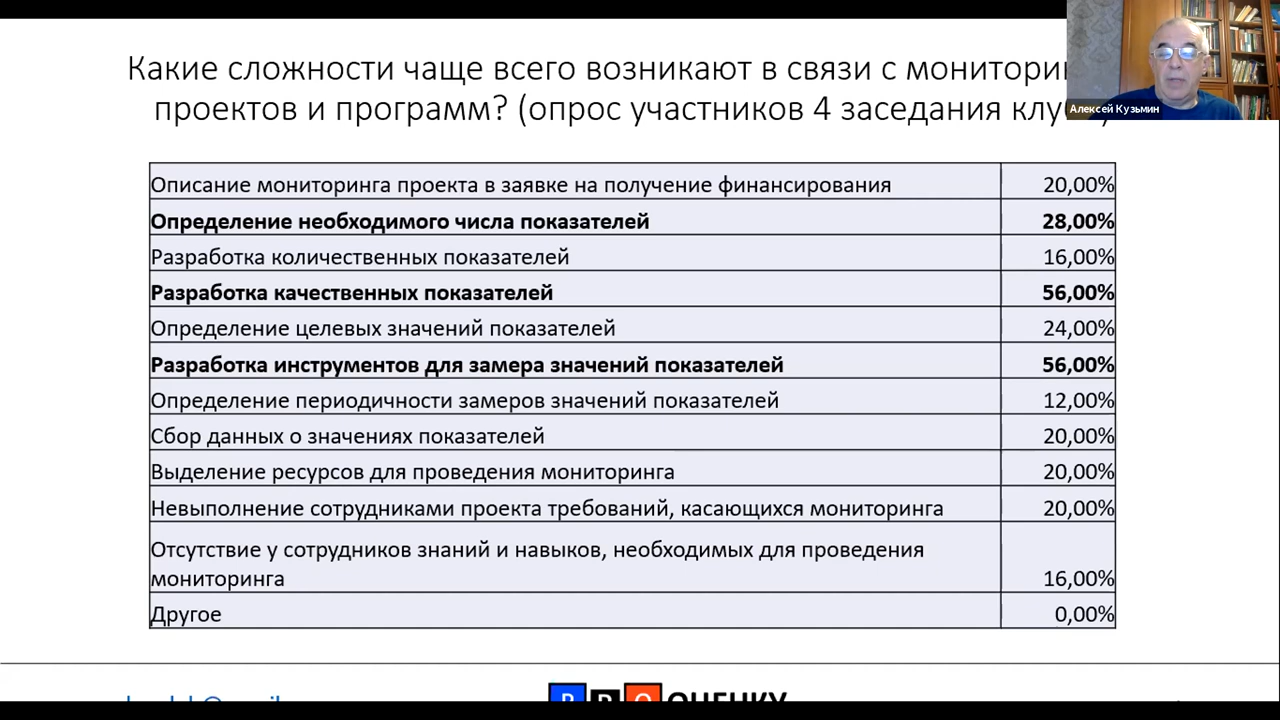 Какие сложности чаще всего возникают в связи с
проектов и программ? (опрос участников 4 заседания
Алексей Кузьмин
Описание мониторинга проекта в заявке на получение финансирования 20,00%
Определение необходимого числа показателей 28,00%
Разработка количественных показателей 16,00%
Разработка качественных показателей 56,00%
Определение целевых значений показателей 24,00%
Разработка инструментов для замера значений показателей 56,00%
Определение периодичности замеров значений показателей 12,00%
Сбор данных о значениях показателей 20,00%
Выделение ресурсов для проведения мониторинга 20,00%
Невыполнение сотрудниками проекта требований, касающихся мониторинга 20,00%
Отсутствие у сотрудников знаний и навыков, необходимых для проведения
мониторинга 16,00%
Другое 0,00%